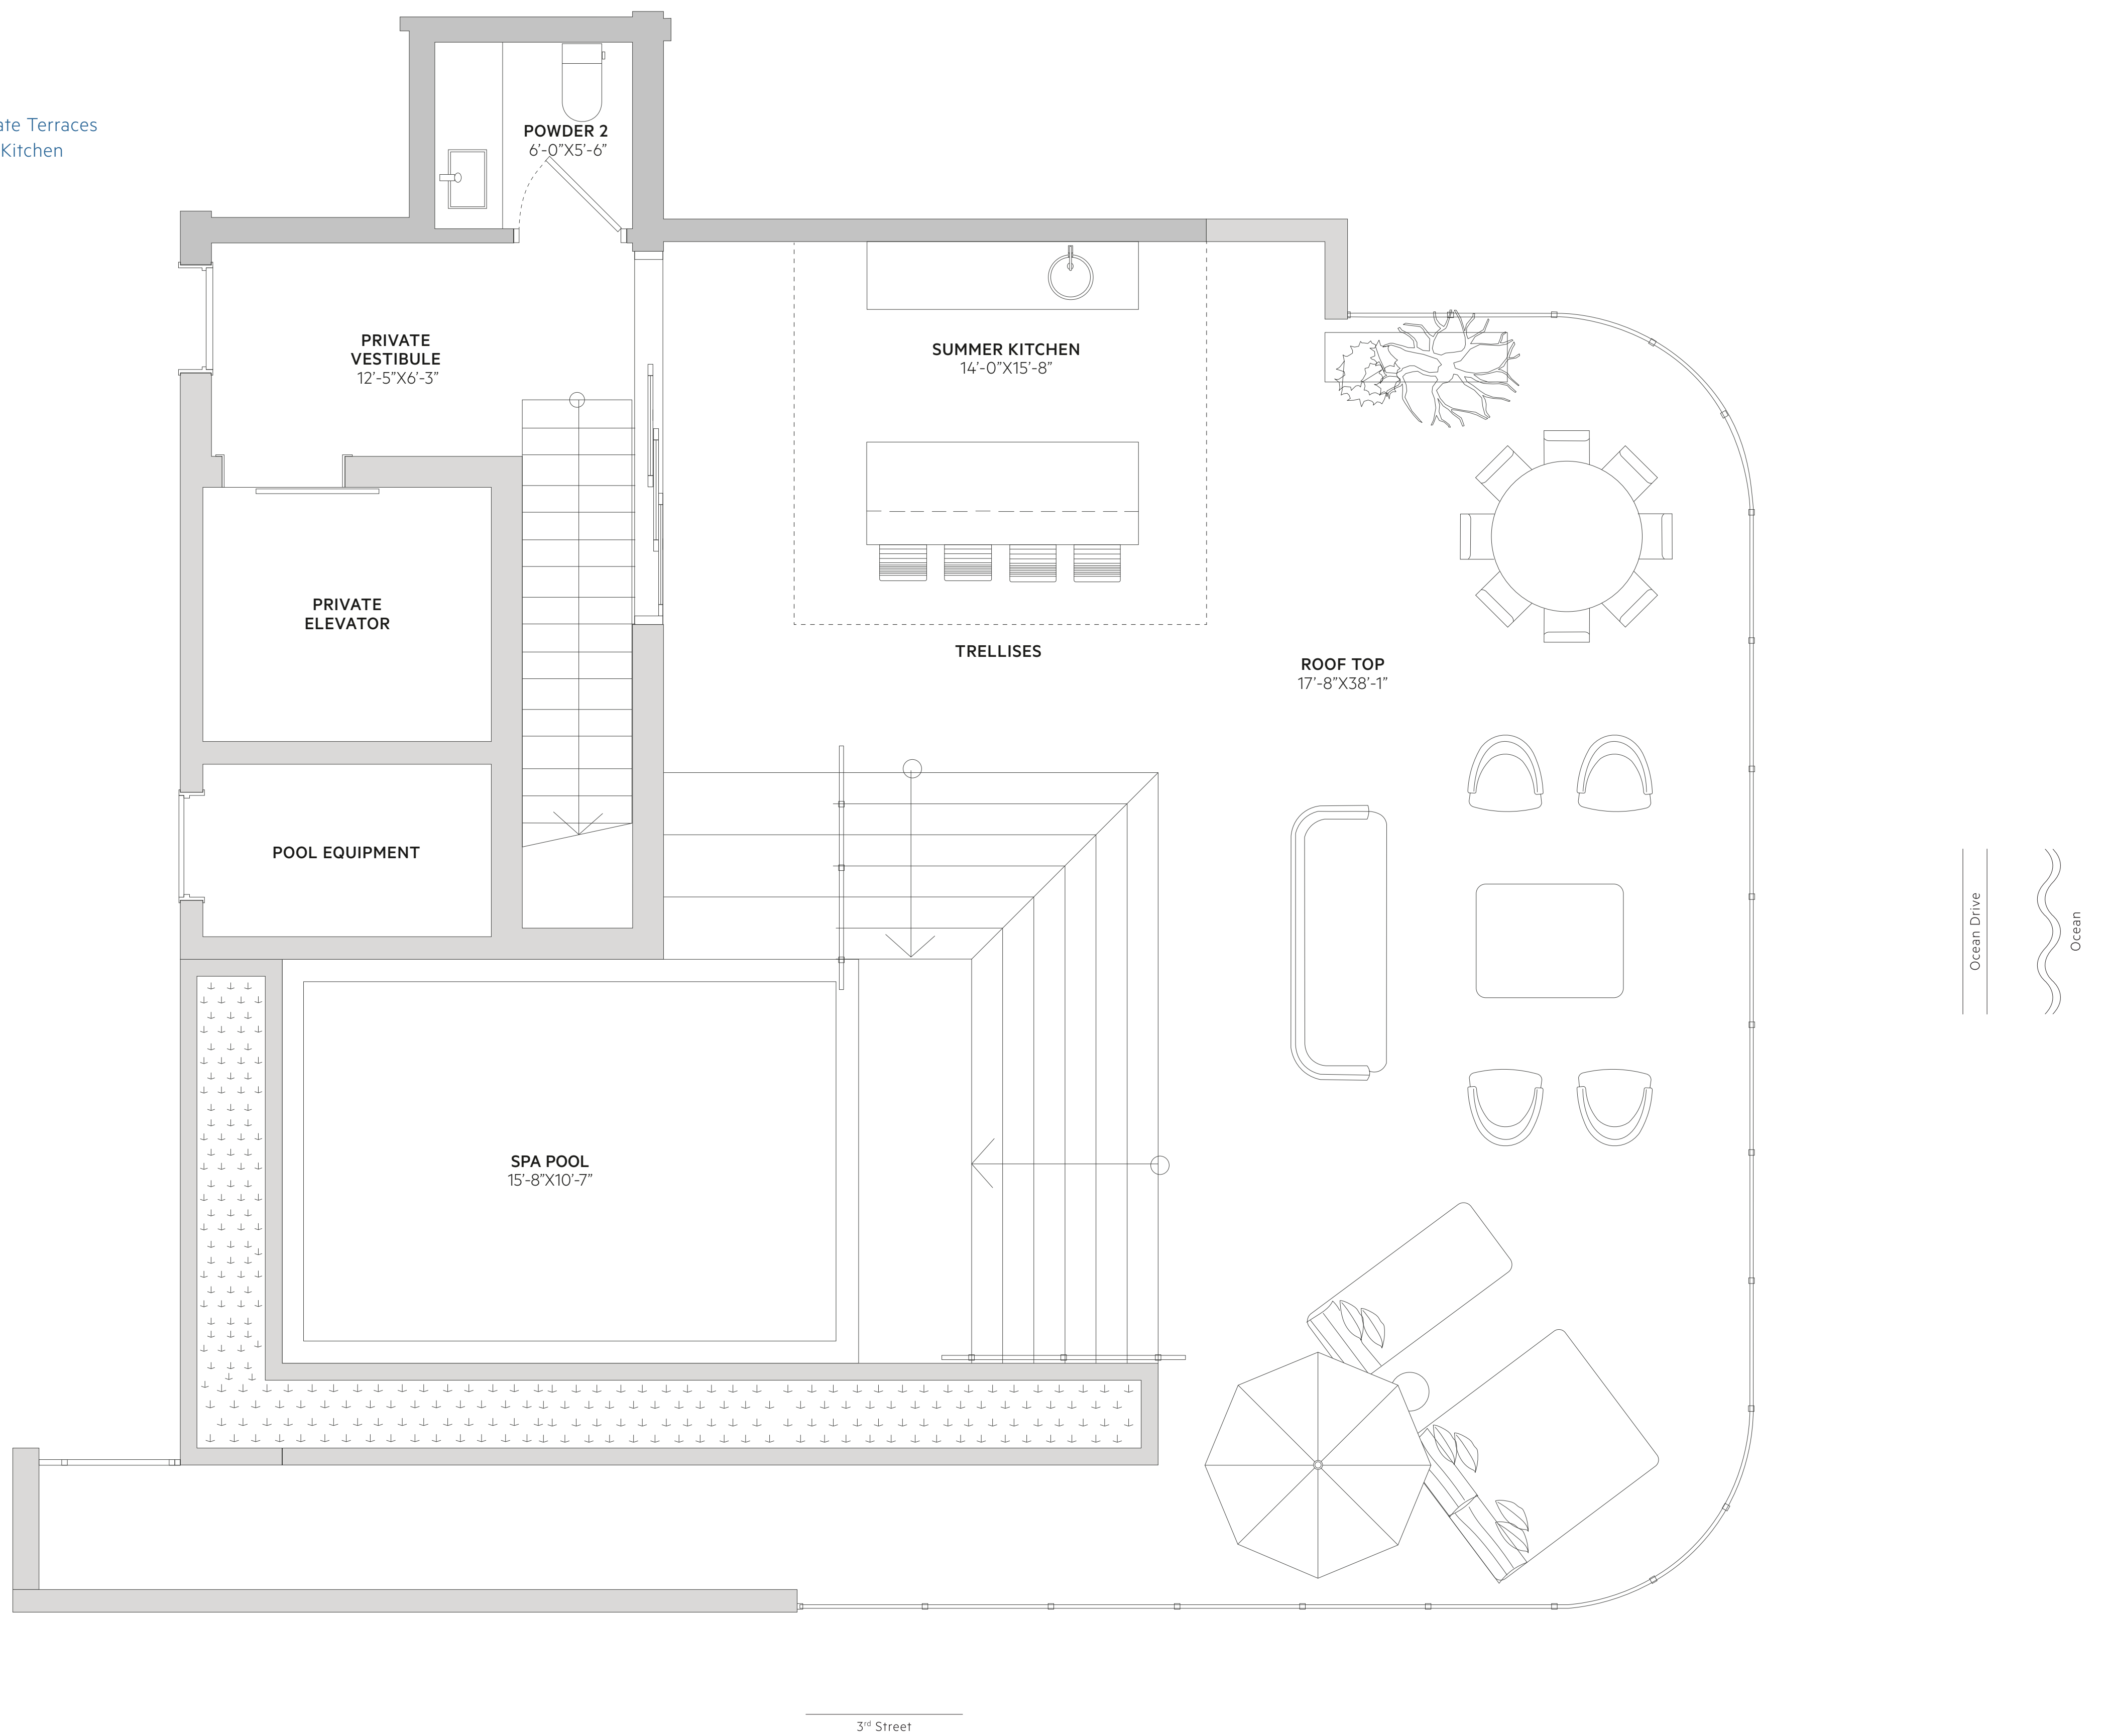 Terraces
Kitchen
POWDER 2
6'-0"X5'-6"
PRIVATE
VESTIBULE
12'-5"X6'-3"
SUMMER KITCHEN
14'-0"X15'-8"
PRIVATE
ELEVATOR
TRELLISES
ROOF TOP
17'-8"X38'-1"
POOL EQUIPMENT
Ocean Drive
Ocean
SPA POOL
15'-8"X10'-7"
3rd Street